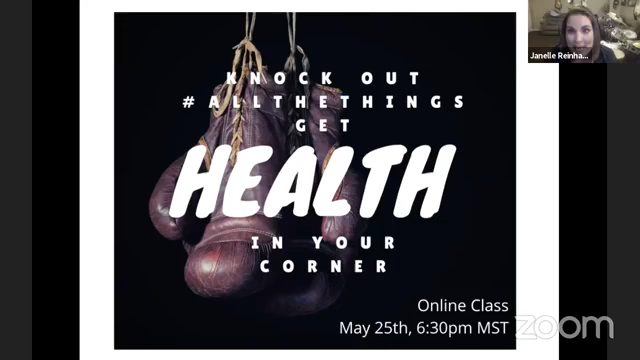 KNOCK OUT
#ALLTHETHINGS
GET
HEALTH
IN YOUR
CORNER
Online Class
May 25th, 6:30pm MST
Janelle Reinha...
zoom